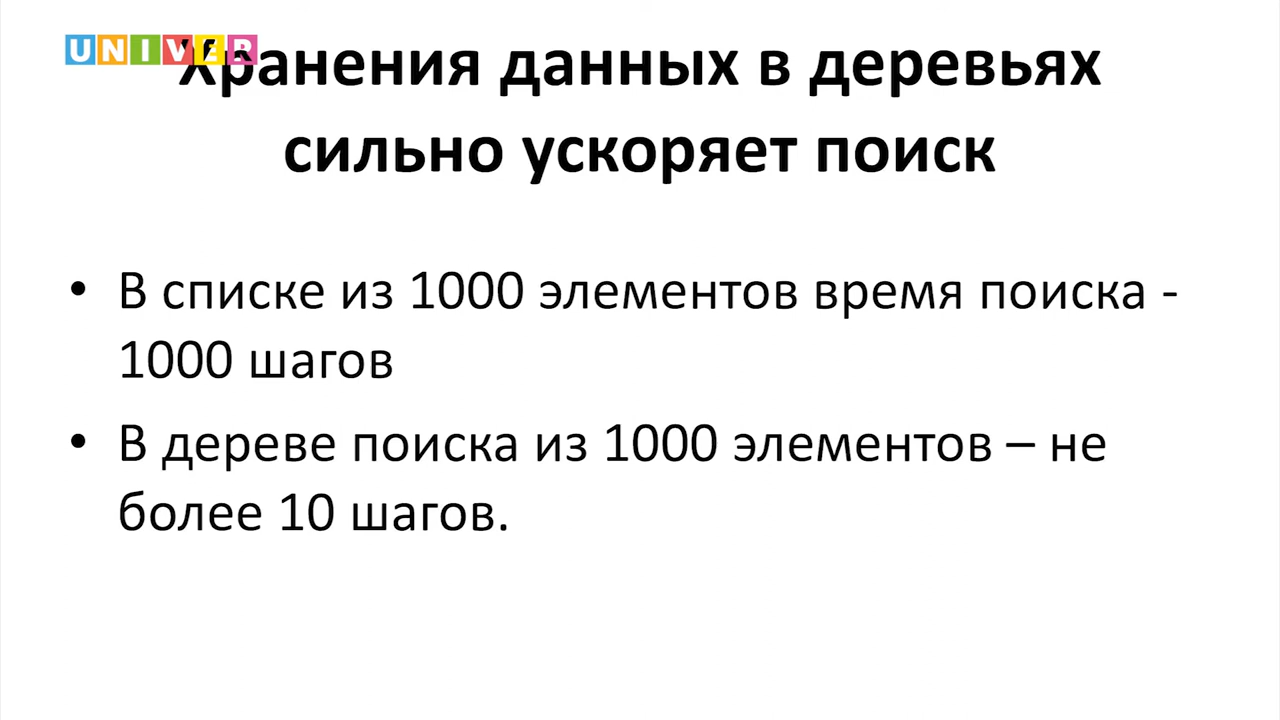 UNIVER
Хранения данных в деревьях
сильно ускоряет поиск
• В списке из 1000 элементов время поиска -
1000 шагов
• В дереве поиска из 1000 элементов – не
более 10 шагов.